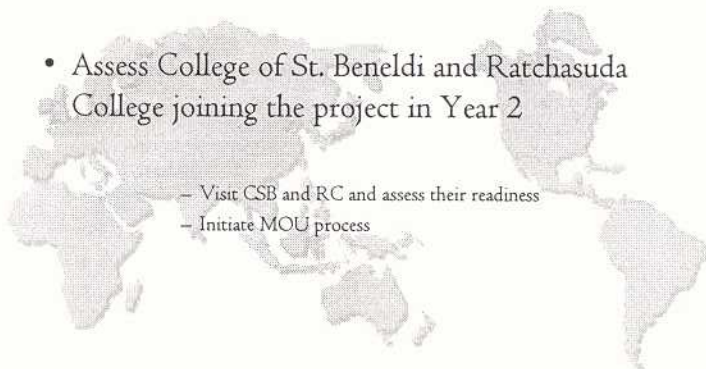 • Assess College of St. Beneldi and Ratchasuda
College joining the project in Year 2
– Visit CSB and RC and assess their readiness
– Initiate MOU process